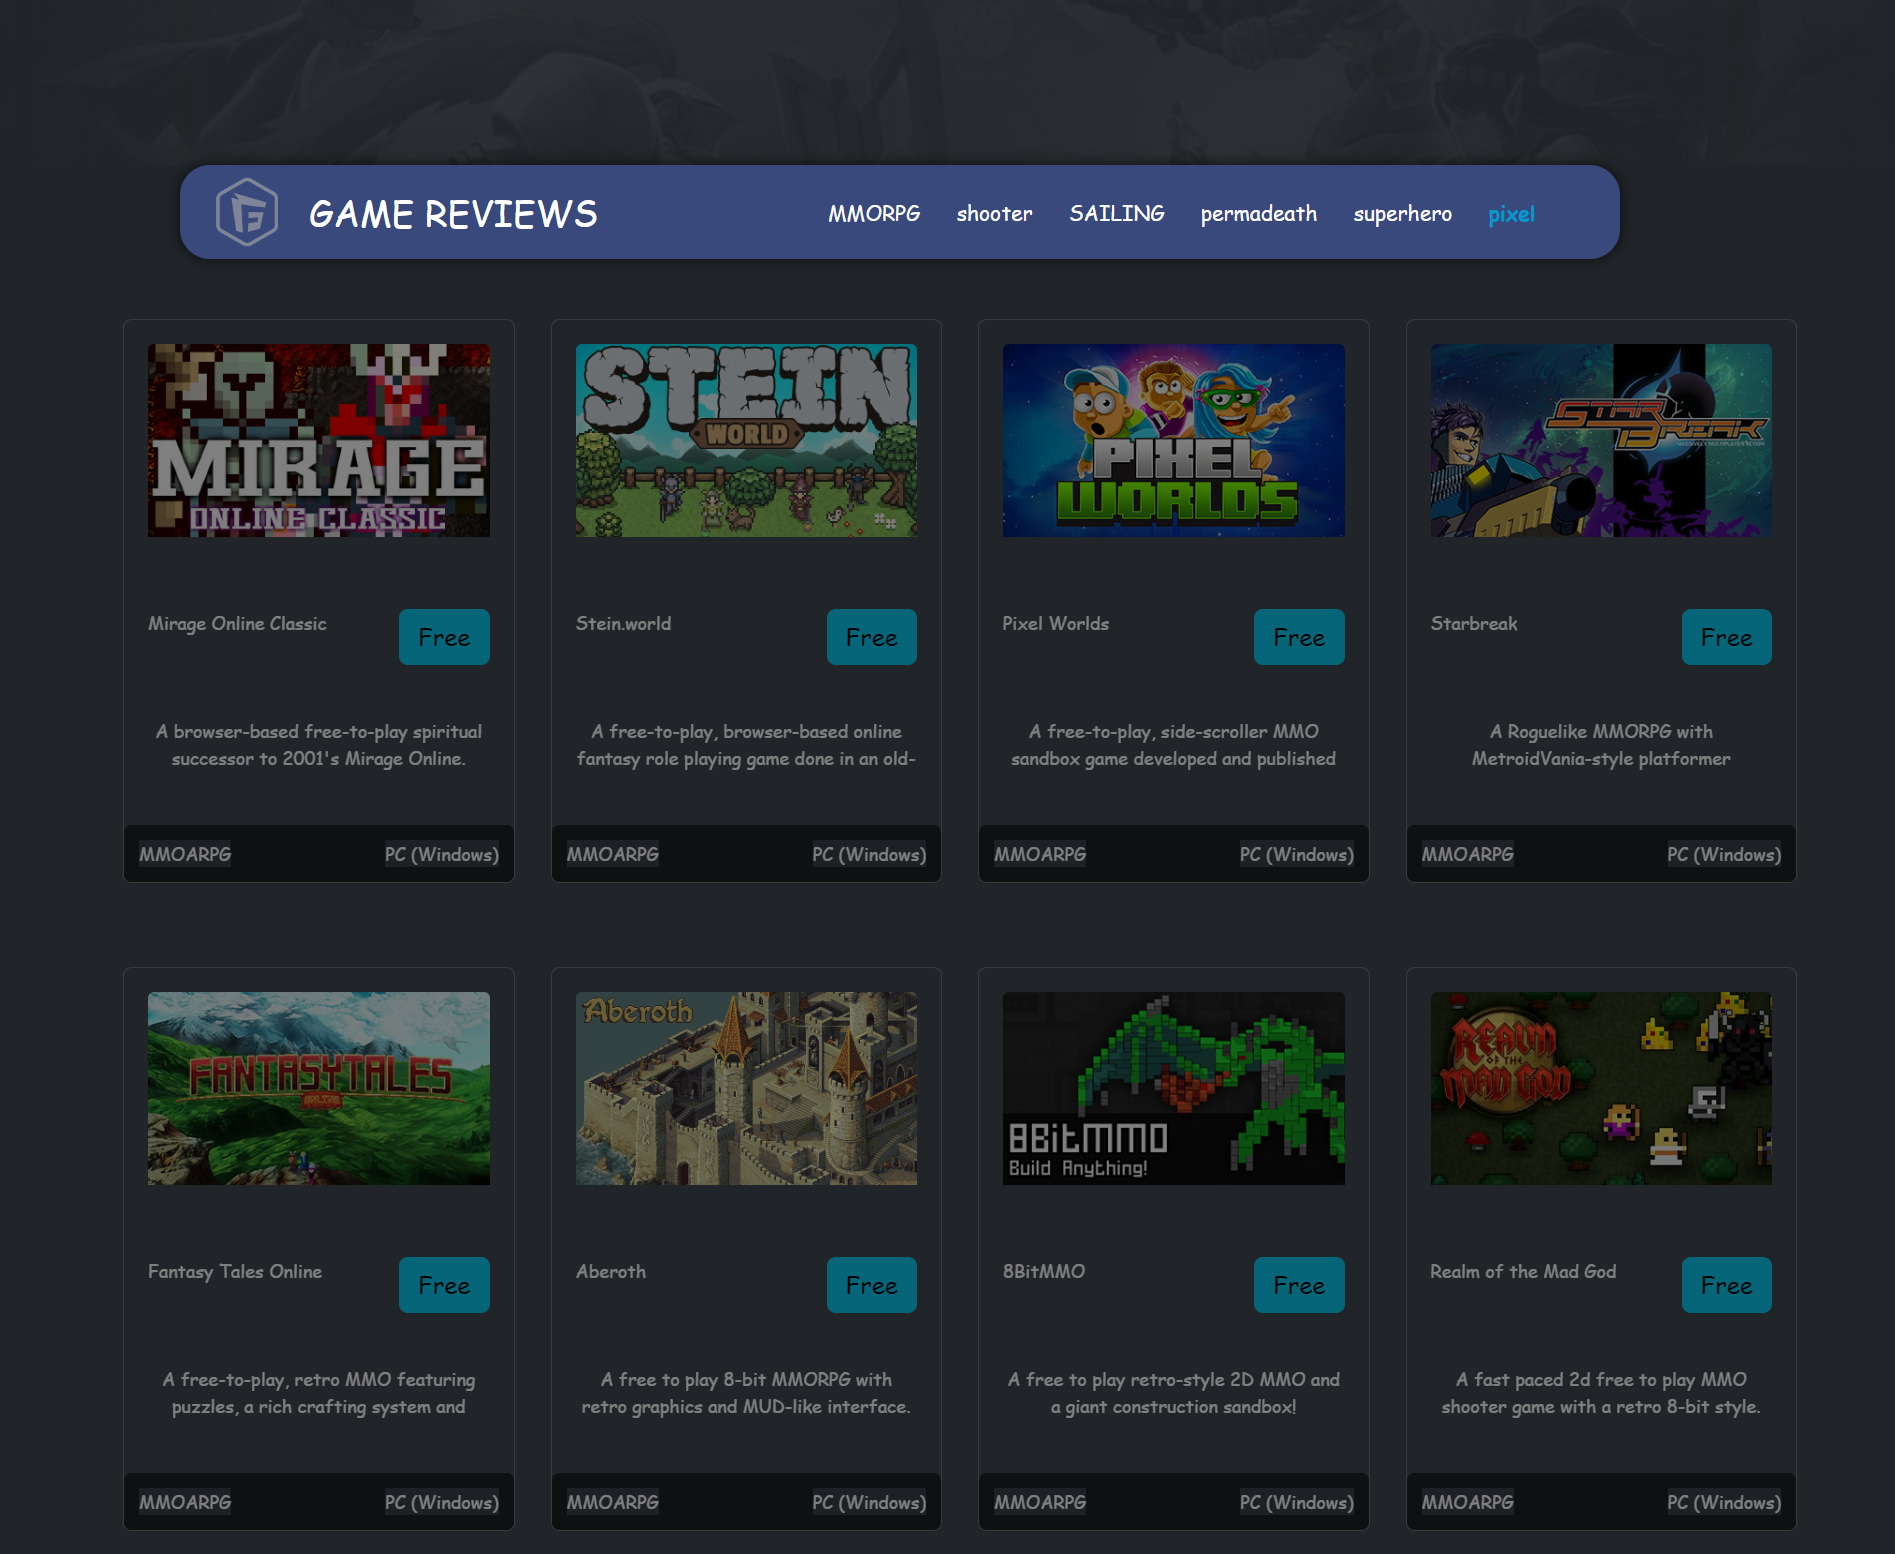 GAME REVIEWS
MMORPG shooter SAILING permadeath superhero pixel
MIRAGE
ONLINE CLASSIC
STEIN
WORLD
PIXEL
WORLDS
STAR
BREAK
Mirage Online Classic
Free
Stein.world
Free
Pixel Worlds
Free
Starbreak
Free
A browser-based free-to-play spiritual
successor to 2001's Mirage Online.
A free-to-play, browser-based online
fantasy role playing game done in an old-
A free-to-play, side-scroller MMO
sandbox game developed and published
A Roguelike MMORPG with
MetroidVania-style platformer
MMOARPG PC (Windows)
MMOARPG PC (Windows)
MMOARPG PC (Windows)
MMOARPG PC (Windows)
FANTASYTALES
ONLINE
Aberoth
8BitMMO
Build Anything!
REALM
OF THE
MAD GOD
Fantasy Tales Online
Free
Aberoth
Free
8BitMMO
Free
Realm of the Mad God
Free
A free-to-play, retro MMO featuring
puzzles, a rich crafting system and
A free to play 8-bit MMORPG with
retro graphics and MUD-like interface.
A free to play retro-style 2D MMO and
a giant construction sandbox!
A fast paced 2d free to play MMO
shooter game with a retro 8-bit style.
MMOARPG PC (Windows)
MMOARPG PC (Windows)
MMOARPG PC (Windows)
MMOARPG PC (Windows)